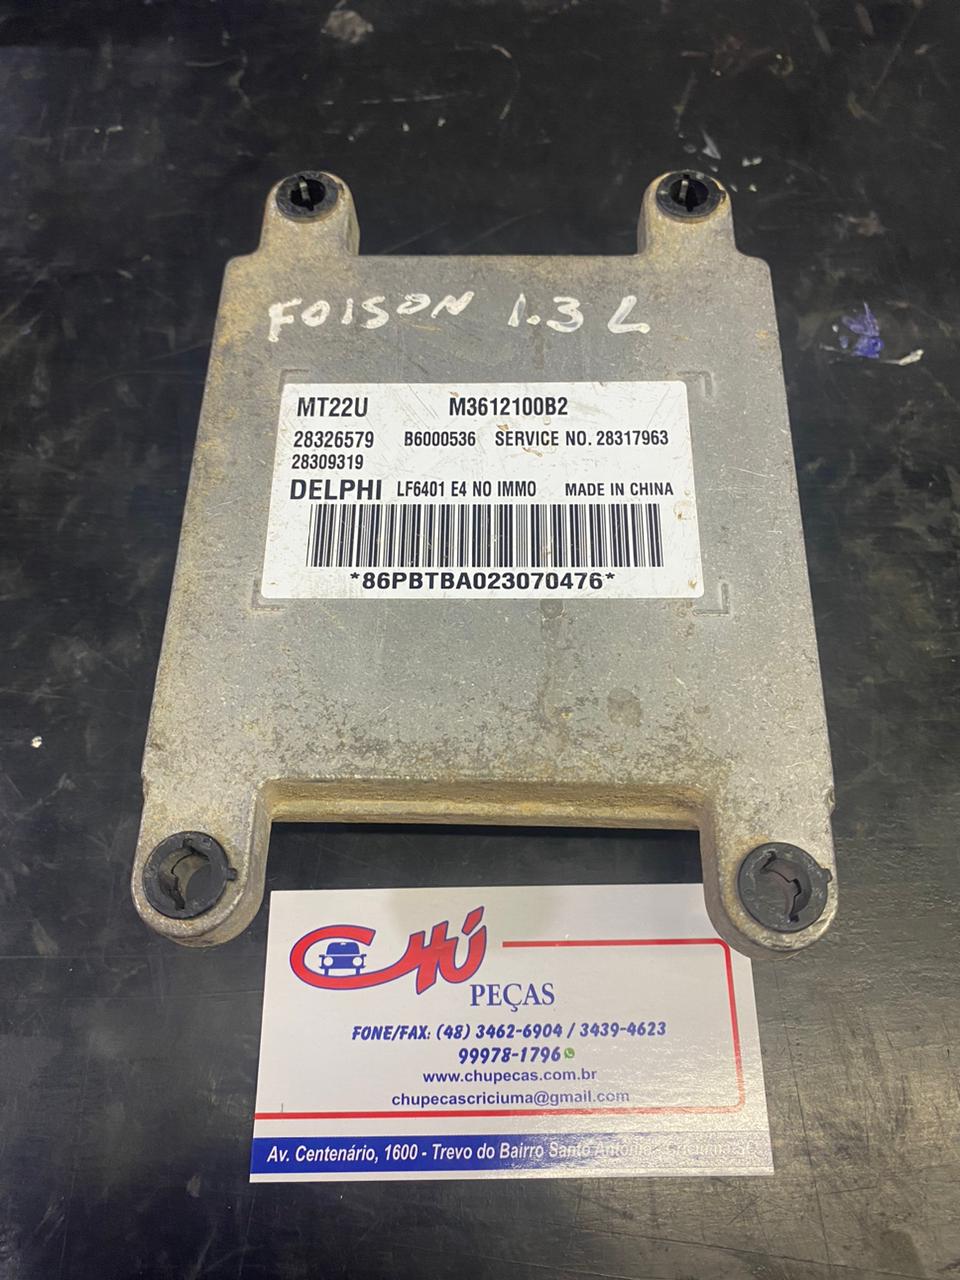 FOISON 1.3 L
MT22U M3612100B2
28326579 B6000536 SERVICE NO. 28317963
28309319
DELPHI LF6401 E4 NO IMMO MADE IN CHINA
*86PBTBA023070476*
CHÚ
PEÇAS
FONE/FAX: (48) 3462-6904 / 3439-4623
99978-1796
www.chupecas.com.br
chupecascriciuma@gmail.com
Av. Centenário, 1600 - Trevo do Bairro Santo Antônio - Criciúma